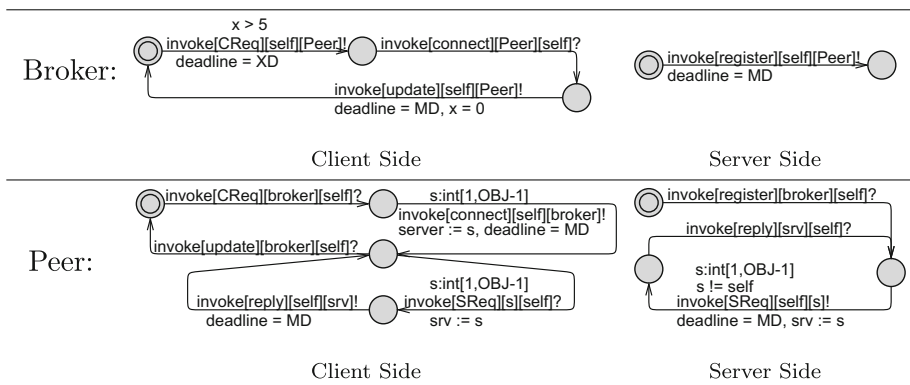 x > 5
invoke[CReq][self][Peer]!
deadline = XD
invoke[connect][Peer][self]?
invoke[update][self][Peer]!
deadline = MD, x = 0
Broker:
invoke[register][self][Peer]!
deadline = MD
Client Side
Server Side
invoke[CReq][broker][self]?
s:int[1,OBJ-1]
invoke[connect][self][broker]!
server := s, deadline = MD
invoke[update][broker][self]?
Peer:
s:int[1,OBJ-1]
invoke[reply][self][srv]!
deadline = MD
invoke[SReq][s][self]?
srv := s
invoke[register][broker][self]?
invoke[reply][srv][self]?
s:int[1,OBJ-1]
s != self
invoke[SReq][self][s]!
deadline = MD, srv := s
Client Side
Server Side